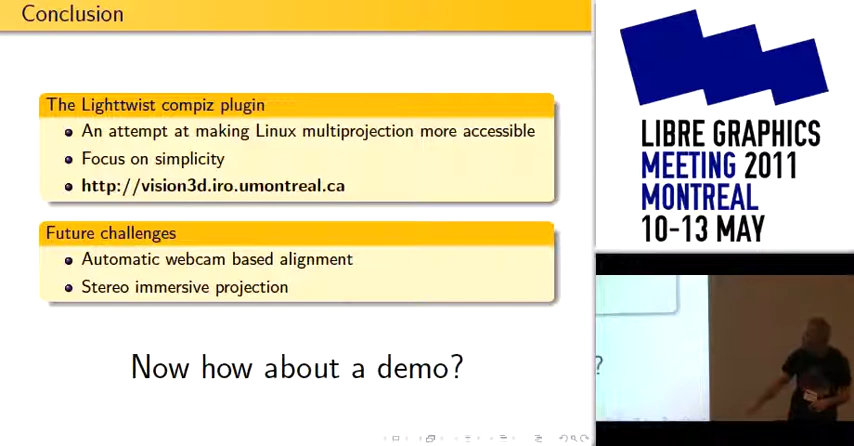 Conclusion
The Lighttwist compiz plugin
An attempt at making Linux multiprojection more accessible
Focus on simplicity
http://vision3d.iro.umontreal.ca
Future challenges
Automatic webcam based alignment
Stereo immersive projection
Now how about a demo?
LIBRE GRAPHICS
MEETING 2011
MONTREAL
10-13 MAY
?